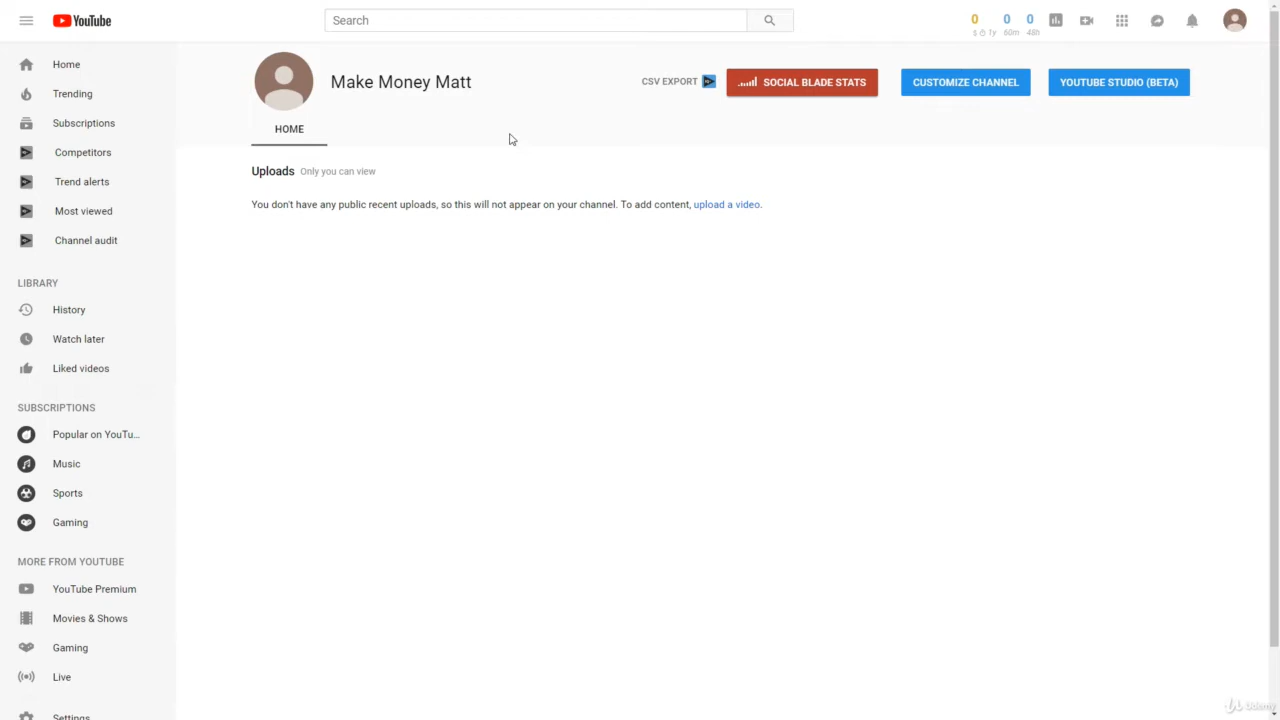 YouTube
Search
0 0 0
$ 1y 60m 48h
Home
Trending
Subscriptions
Competitors
Trend alerts
Most viewed
Channel audit
LIBRARY
History
Watch later
Liked videos
SUBSCRIPTIONS
Popular on YouTu...
Music
Sports
Gaming
MORE FROM YOUTUBE
YouTube Premium
Movies & Shows
Gaming
Live
Settings
Make Money Matt
CSV EXPORT
SOCIAL BLADE STATS
CUSTOMIZE CHANNEL
YOUTUBE STUDIO (BETA)
HOME
Uploads Only you can view
You don't have any public recent uploads, so this will not appear on your channel. To add content, upload a video.
Udemy